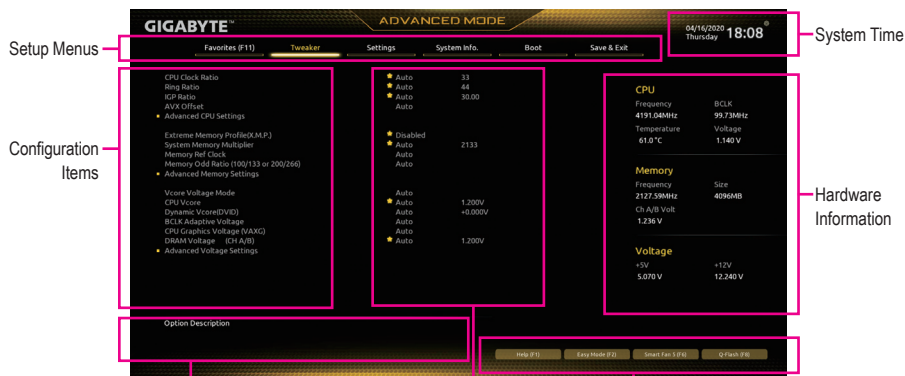 GIGABYTE™
ADVANCED MODE
04/16/2020
Thursday
18:08
System Time
Setup Menus
Favorites (F11) Tweaker Settings System Info. Boot Save & Exit
CPU Clock Ratio Auto 33
Ring Ratio Auto 44
IGP Ratio Auto 30.00
AVX Offset Auto
Advanced CPU Settings
Extreme Memory Profile(X.M.P.) Disabled
System Memory Multiplier Auto 2133
Memory Ref Clock Auto
Memory Odd Ratio (100/133 or 200/266) Auto
Advanced Memory Settings
Vcore Voltage Mode Auto
CPU Vcore Auto 1.200V
Dynamic Vcore(DVID) Auto +0.000V
BCLK Adaptive Voltage Auto
CPU Graphics Voltage (VAXG) Auto
DRAM Voltage (CH A/B) Auto 1.200V
Advanced Voltage Settings
Configuration
Items
CPU
Frequency BCLK
4191.04MHz 99.73MHz
Temperature Voltage
61.0 °C 1.140 V
Memory
Frequency Size
2127.59MHz 4096MB
Ch A/B Volt
1.236 V
Voltage
+5V +12V
5.070 V 12.240 V
Hardware
Information
Option Description
Help (F1) Easy Mode (F2) Smart Fan 5 (F6) Q-Flash (F8)